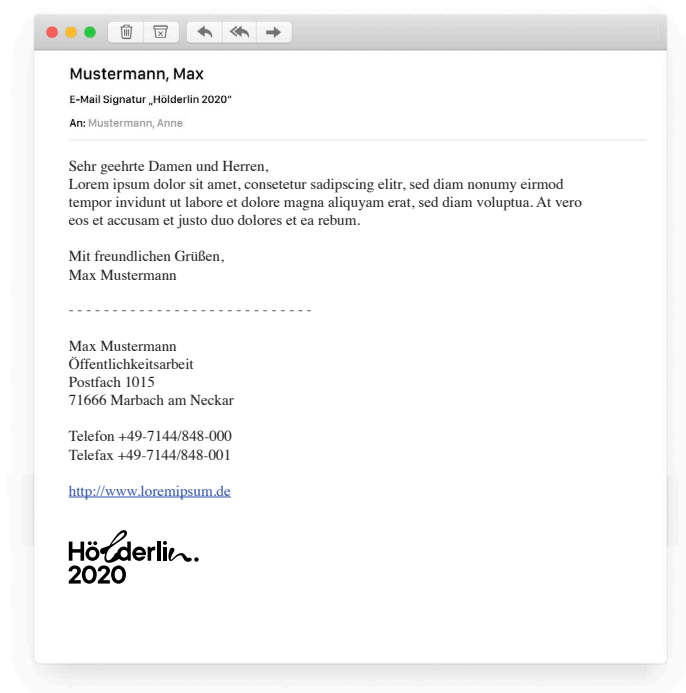 Mustermann, Max
E-Mail Signatur „Hölderlin 2020“
An: Mustermann, Anne
Sehr geehrte Damen und Herren,
Lorem ipsum dolor sit amet, consetetur sadipscing elitr, sed diam nonumy eirmod
tempor invidunt ut labore et dolore magna aliquyam erat, sed diam voluptua. At vero
eos et accusam et justo duo dolores et ea rebum.
Mit freundlichen Grüßen,
Max Mustermann
- - - - - - - - - - - - - - - - - - - - - - - - - - - -
Max Mustermann
Öffentlichkeitsarbeit
Postfach 1015
71666 Marbach am Neckar
Telefon +49-7144/848-000
Telefax +49-7144/848-001
http://www.loremipsum.de
Hölderlin.
2020